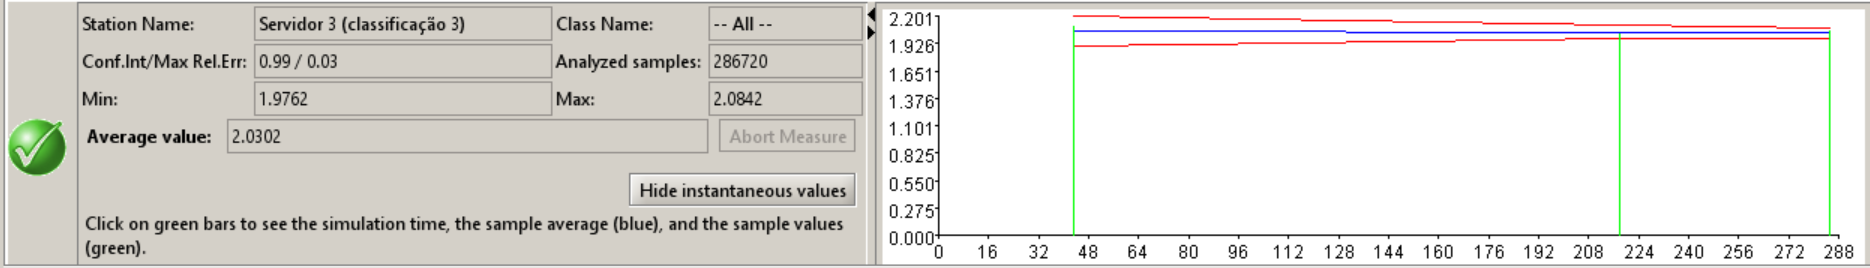 Station Name: Servidor 3 (classificação 3) Class Name: -- All --
Conf.Int/Max Rel.Err: 0.99 / 0.03 Analyzed samples: 286720
Min: 1.9762 Max: 2.0842
Average value: 2.0302 Abort Measure
Hide instantaneous values
Click on green bars to see the simulation time, the sample average (blue), and the sample values
(green).
2.201
1.926
1.651
1.376
1.101
0.825
0.550
0.275
0.000
0 16 32 48 64 80 96 112 128 144 160 176 192 208 224 240 256 272 288